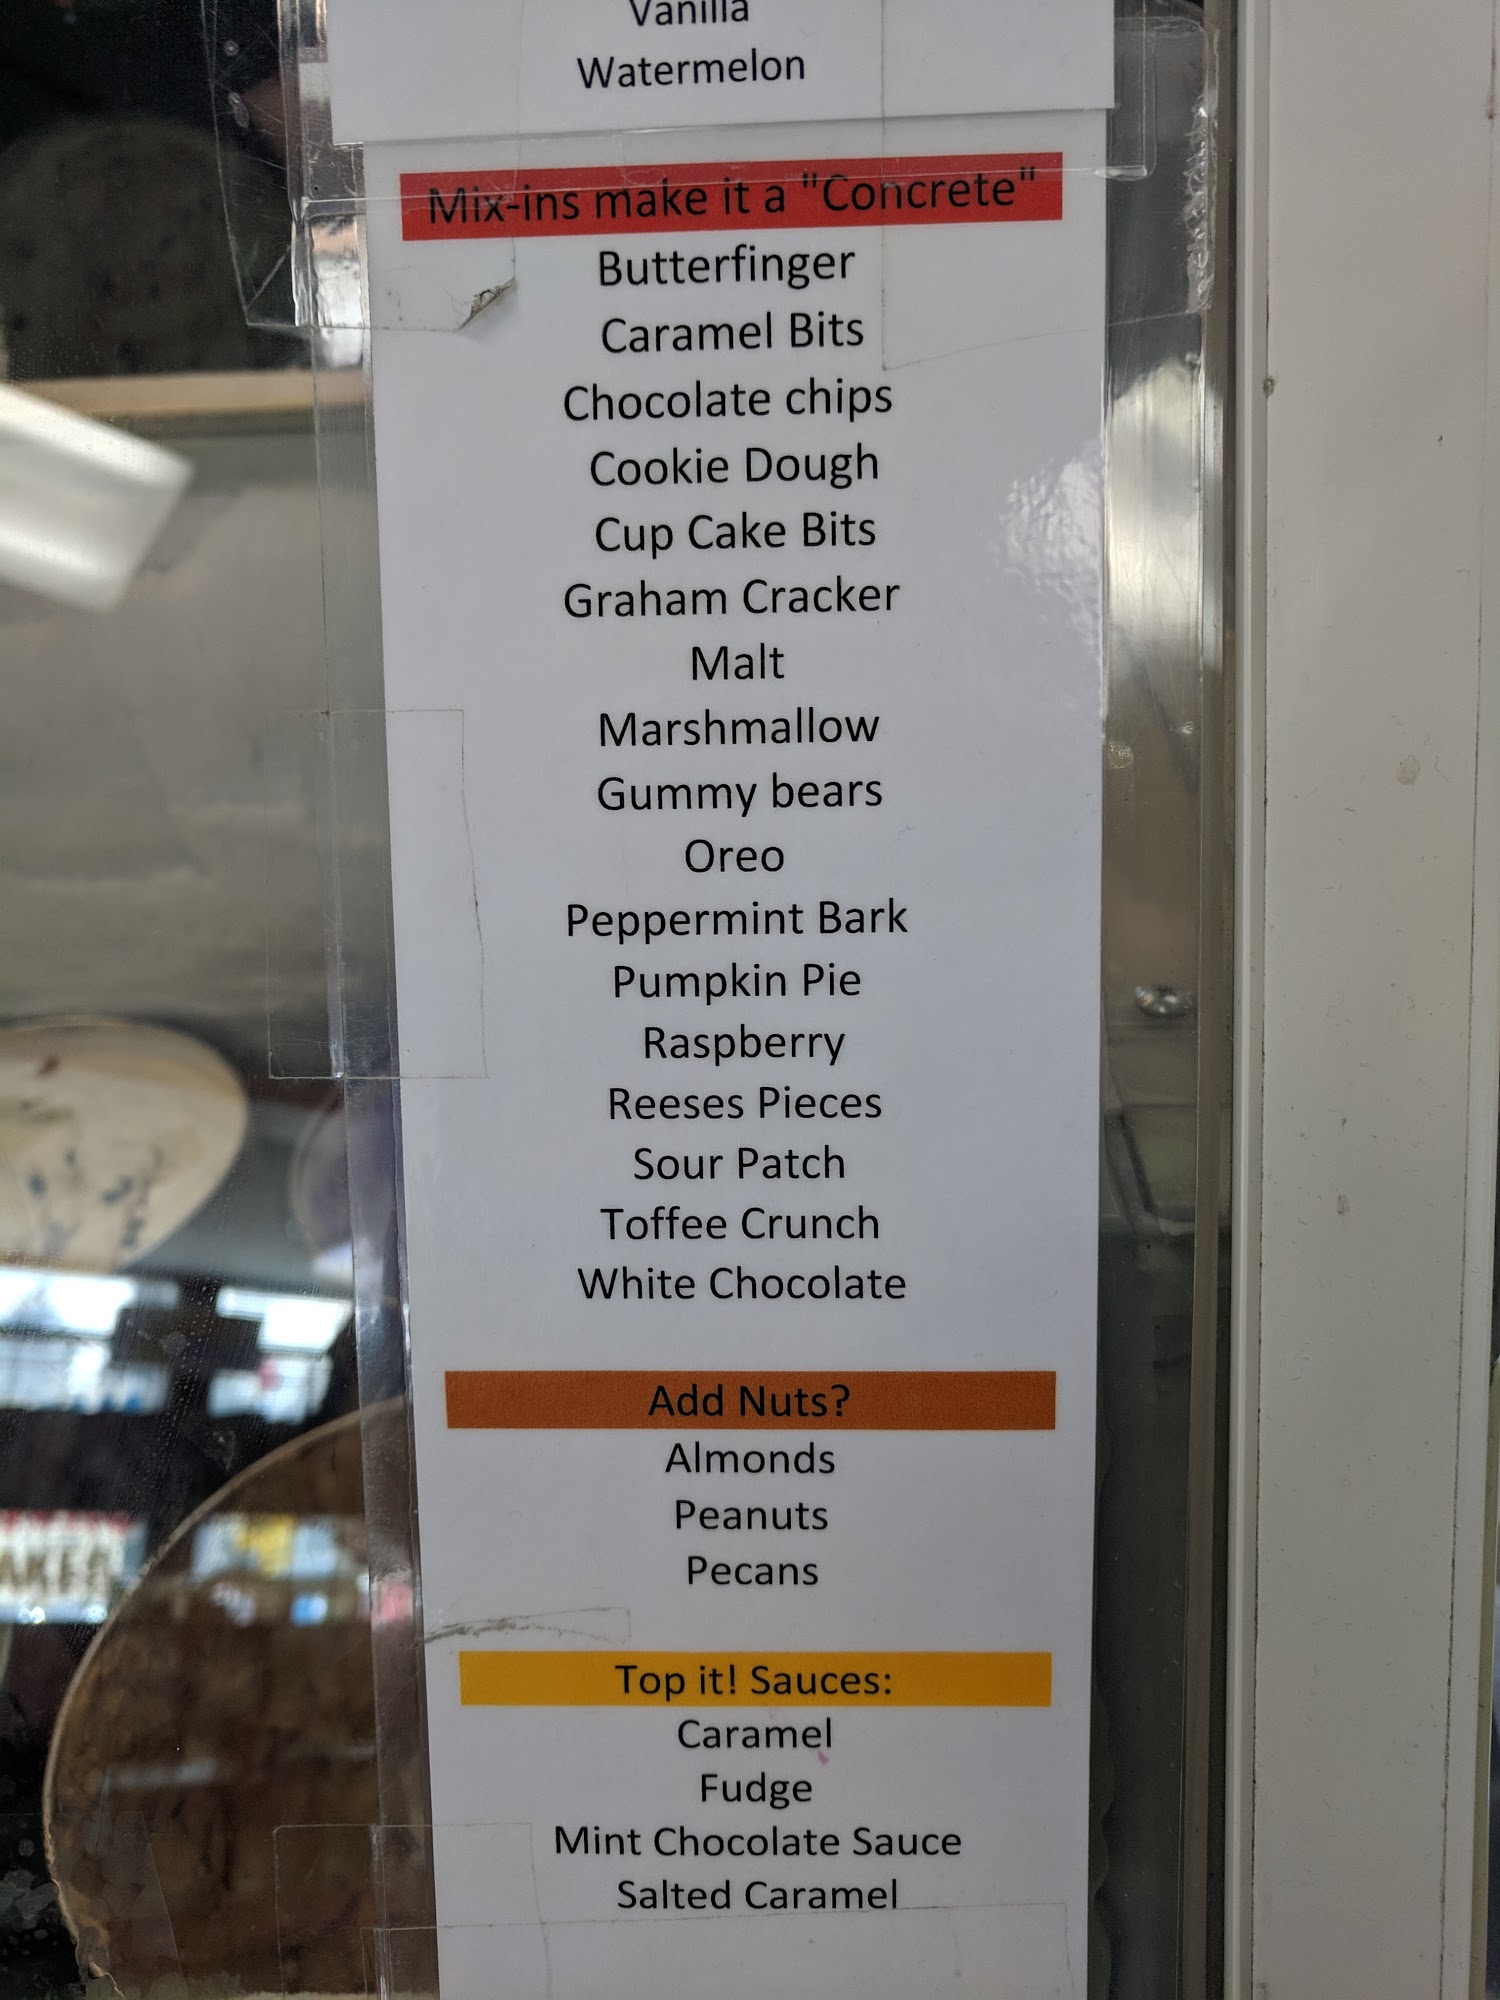 Vanilla
Watermelon
Mix-ins make it a "Concrete"
Butterfinger
Caramel Bits
Chocolate chips
Cookie Dough
Cup Cake Bits
Graham Cracker
Malt
Marshmallow
Gummy bears
Oreo
Peppermint Bark
Pumpkin Pie
Raspberry
Reeses Pieces
Sour Patch
Toffee Crunch
White Chocolate
Add Nuts?
Almonds
Peanuts
Pecans
Top it! Sauces:
Caramel
Fudge
Mint Chocolate Sauce
Salted Caramel